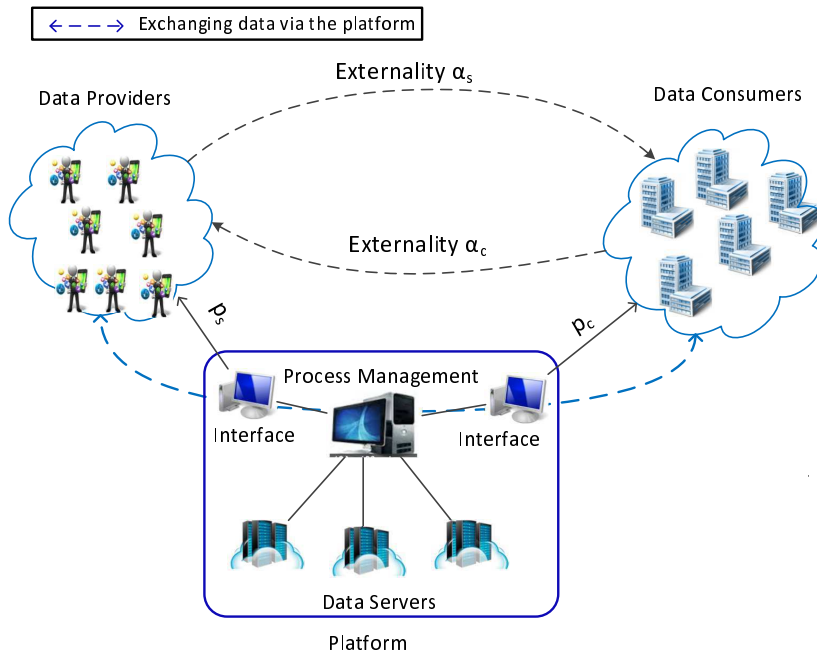 Exchanging data via the platform
Externality αs
Data Providers
Data Consumers
Externality αc
ps
pc
Process Management
Interface
Interface
Data Servers
Platform